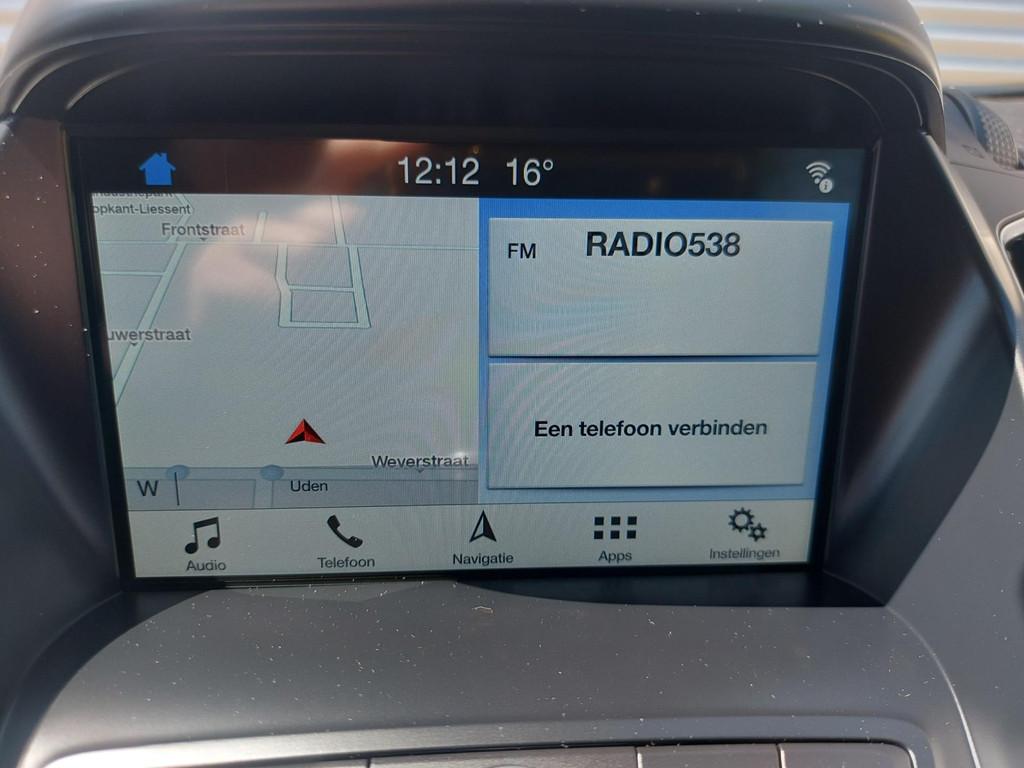 12:12 16°
opkant-Liessent
Frontstraat
uwerstraat
Weverstraat
W
Uden
FM RADIO538
Een telefoon verbinden
Audio
Telefoon
Navigatie
Apps
Instellingen